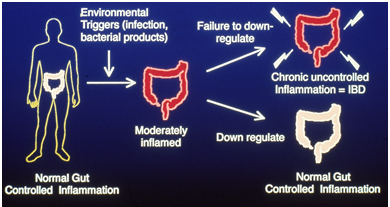 Environmental
Triggers (infection,
bacterial products)
Failure to down-
regulate
Chronic uncontrolled
Inflammation = IBD
Moderately
inflamed
Down regulate
Normal Gut
Controlled Inflammation
Normal Gut
Controlled Inflammation